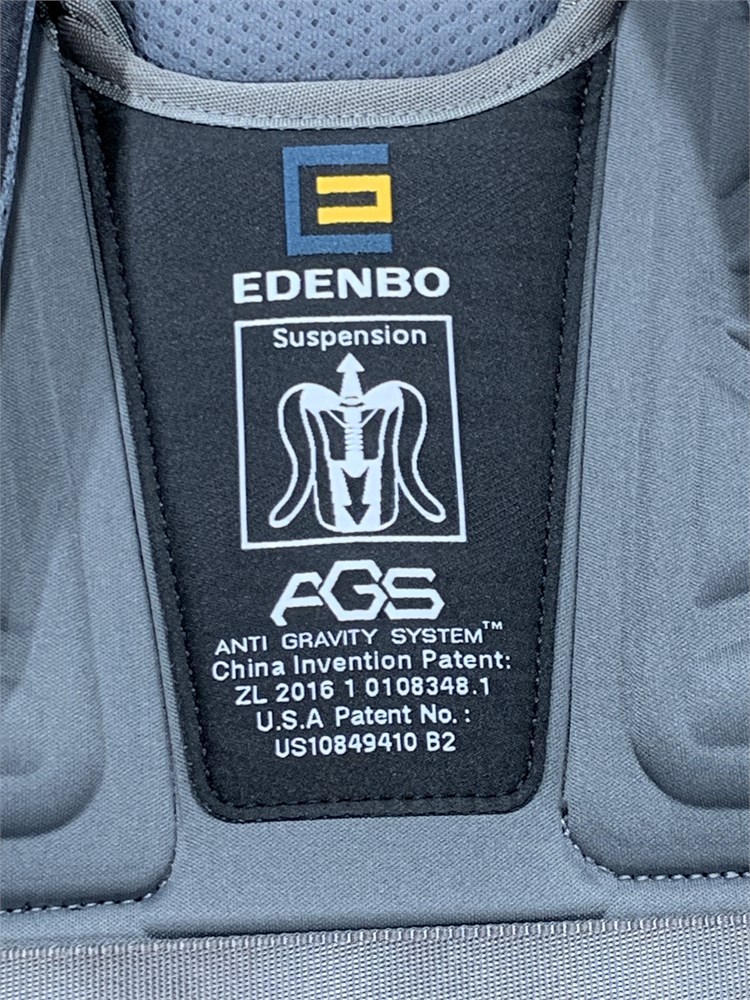 EDENBO
Suspension
AGS
ANTI GRAVITY SYSTEM™
China Invention Patent:
ZL 2016 1 0108348.1
U.S.A Patent No.:
US10849410 B2